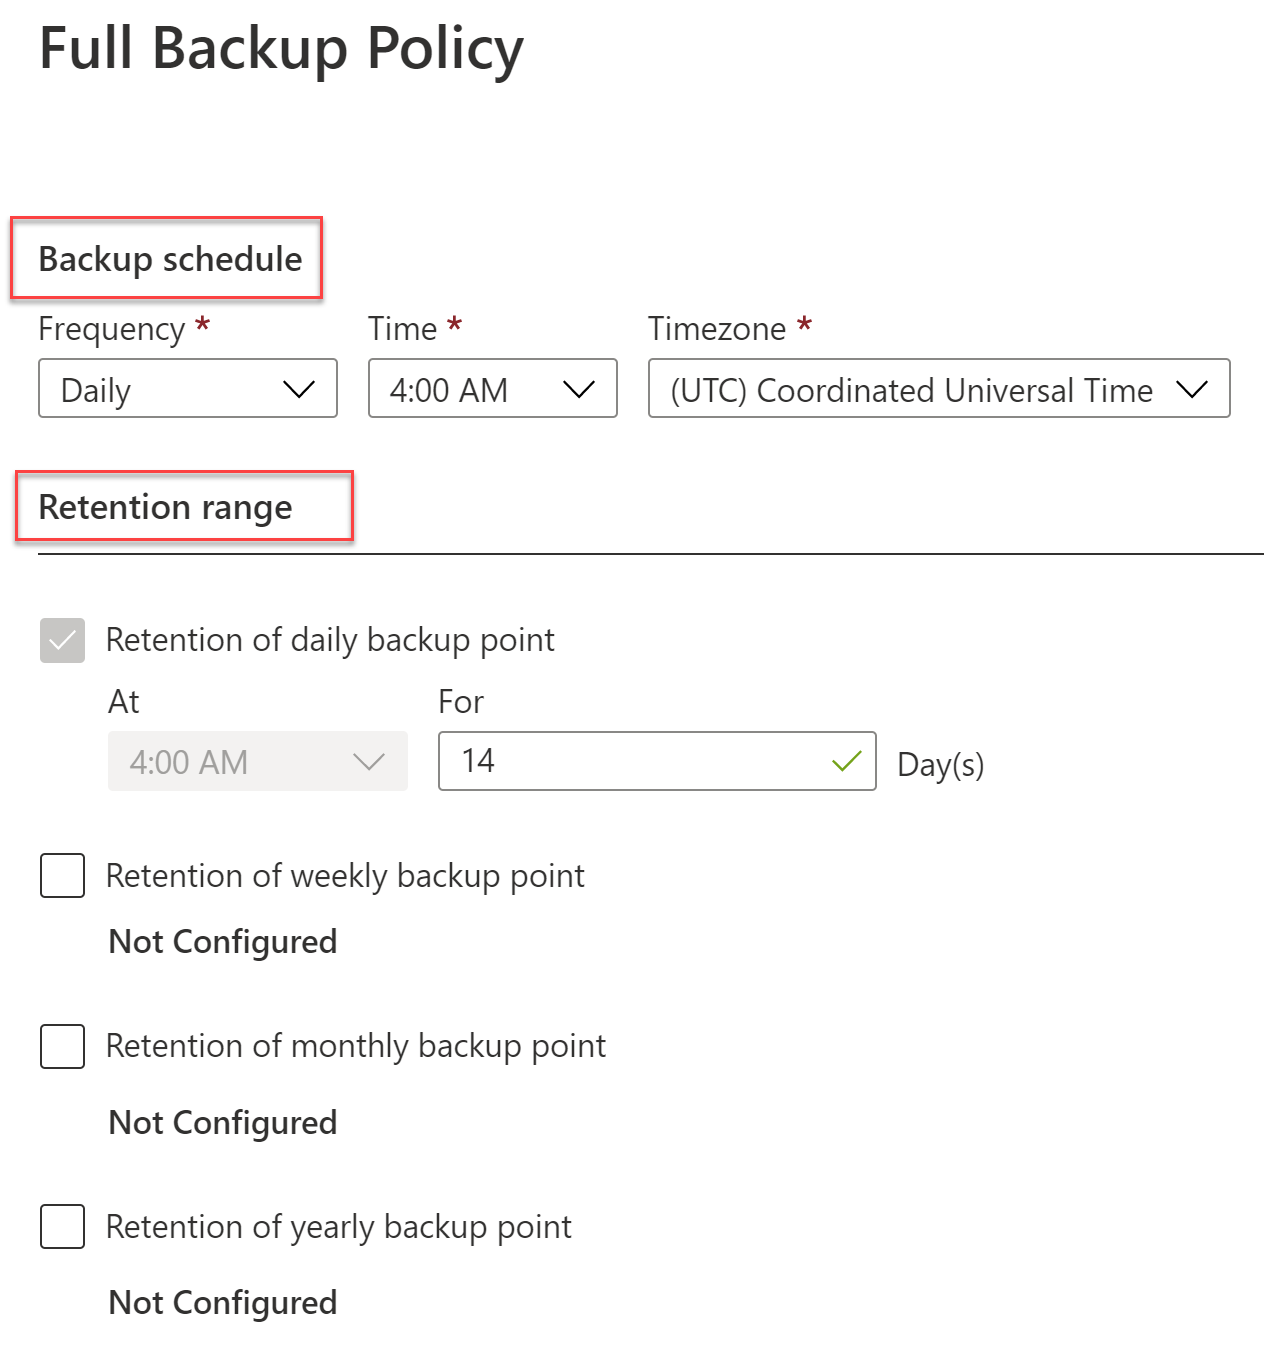 Full Backup Policy
Backup schedule
Frequency * Time * Timezone *
Daily 4:00 AM (UTC) Coordinated Universal Time
Retention range
Retention of daily backup point
At For
4:00 AM 14 Day(s)
Retention of weekly backup point
Not Configured
Retention of monthly backup point
Not Configured
Retention of yearly backup point
Not Configured